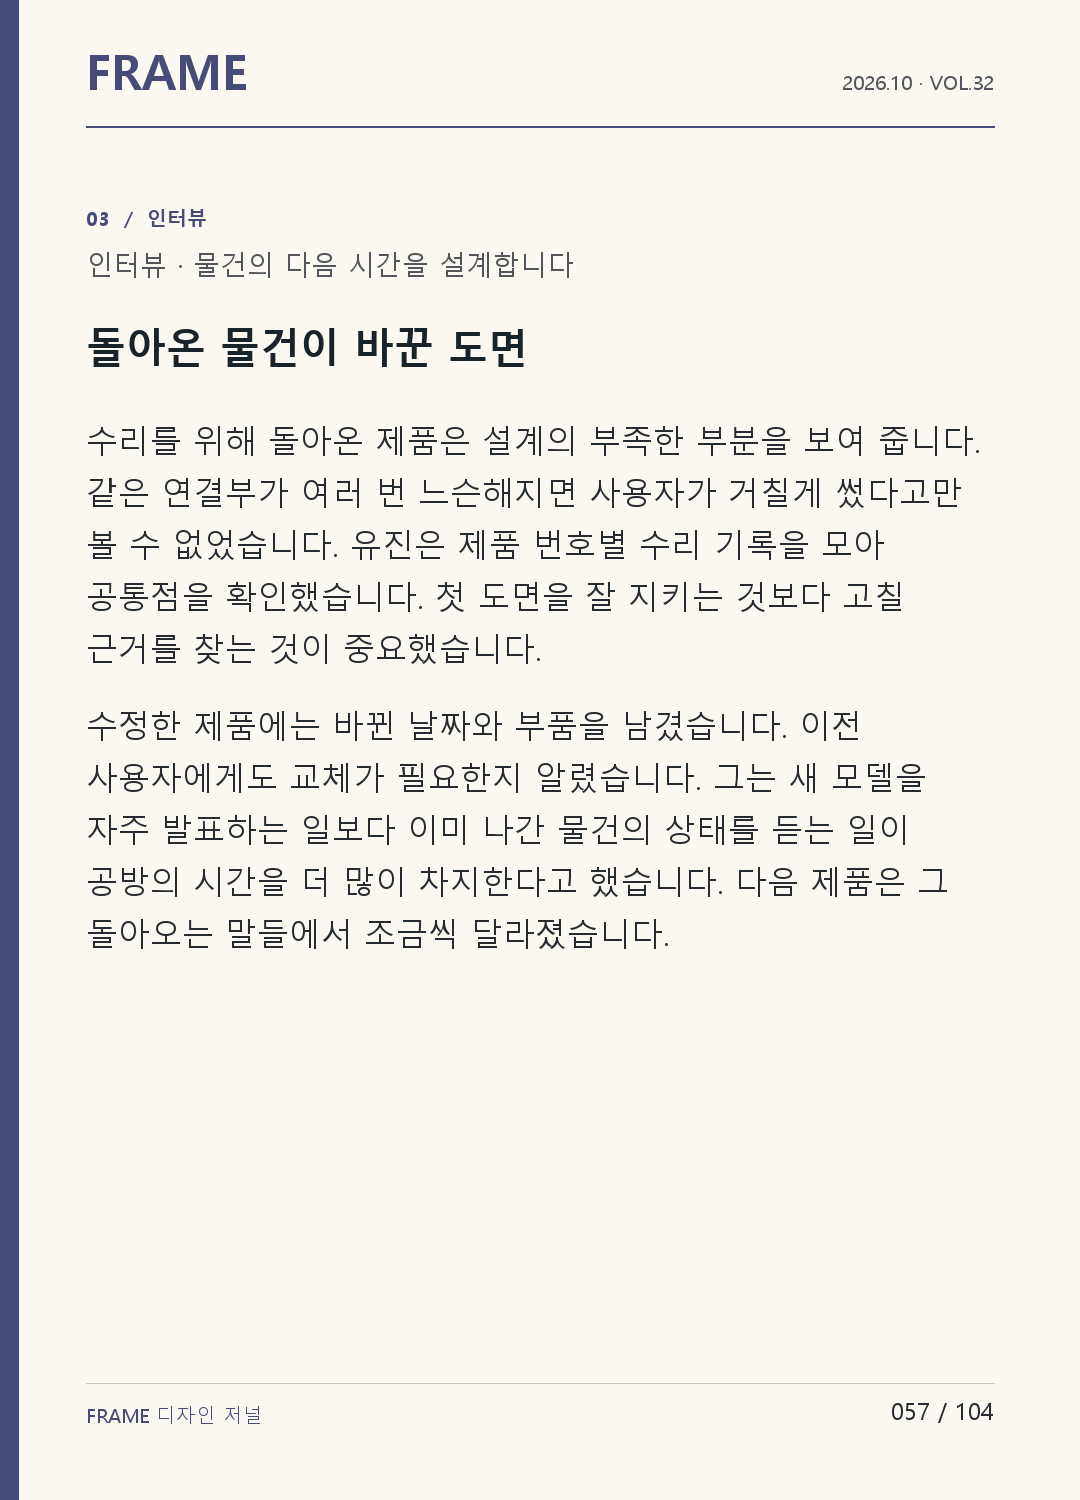 FRAME
2026.10 · VOL.32
03 / 인터뷰
인터뷰 · 물건의 다음 시간을 설계합니다
돌아온 물건이 바꾼 도면
수리를 위해 돌아온 제품은 설계의 부족한 부분을 보여 줍니다.
같은 연결부가 여러 번 느슨해지면 사용자가 거칠게 썼다고만
볼 수 없었습니다. 유진은 제품 번호별 수리 기록을 모아
공통점을 확인했습니다. 첫 도면을 잘 지키는 것보다 고칠
근거를 찾는 것이 중요했습니다.
수정한 제품에는 바뀐 날짜와 부품을 남겼습니다. 이전
사용자에게도 교체가 필요한지 알렸습니다. 그는 새 모델을
자주 발표하는 일보다 이미 나간 물건의 상태를 듣는 일이
공방의 시간을 더 많이 차지한다고 했습니다. 다음 제품은 그
돌아오는 말들에서 조금씩 달라졌습니다.
FRAME 디자인 저널
057 / 104